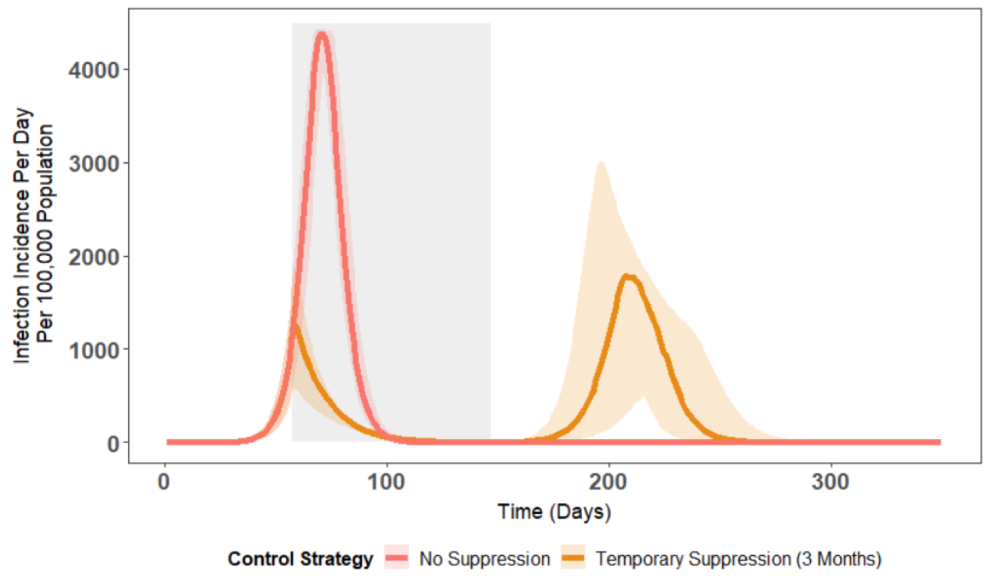 Infection Incidence Per Day
Per 100,000 Population
4000
3000
2000
1000
0
0 100 200 300
Time (Days)
Control Strategy No Suppression Temporary Suppression (3 Months)